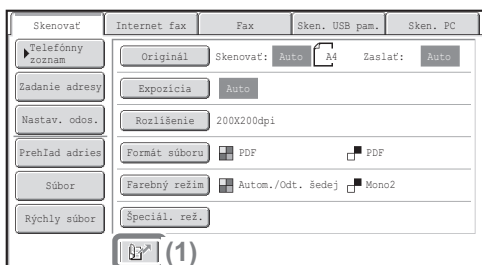 Skenovať Internet fax Fax Sken. USB pam. Sken. PC
Telefónny
zoznam
Originál Skenovať: Auto A4 Zaslať: Auto
Zadanie adresy Expozícia Auto
Nastav. odos. Rozlíšenie 200X200dpi
Prehľad adries Formát súboru PDF PDF
Súbor Farebný režim Autom./Odt. šedej Mono2
Rýchly súbor Špeciál. rež.
(1)